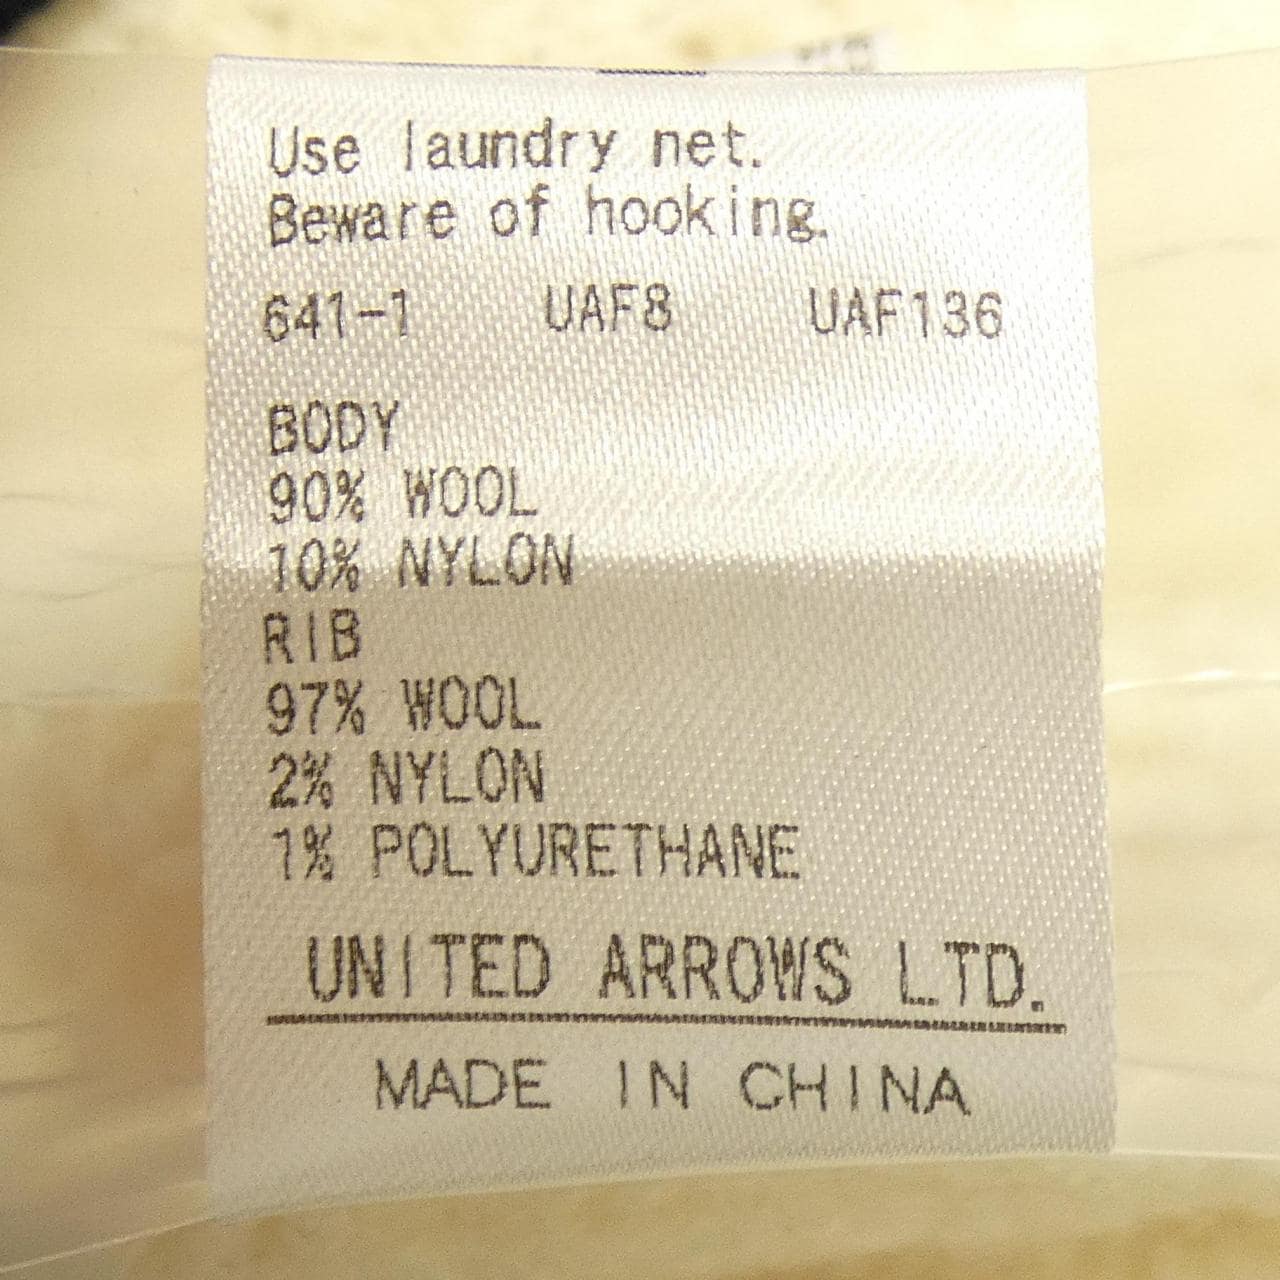 Use laundry net.
Beware of hooking.
641-1 UAF8 UAF136
BODY
90% WOOL
10% NYLON
RIB
97% WOOL
2% NYLON
1% POLYURETHANE
UNITED ARROWS LTD.
MADE IN CHINA